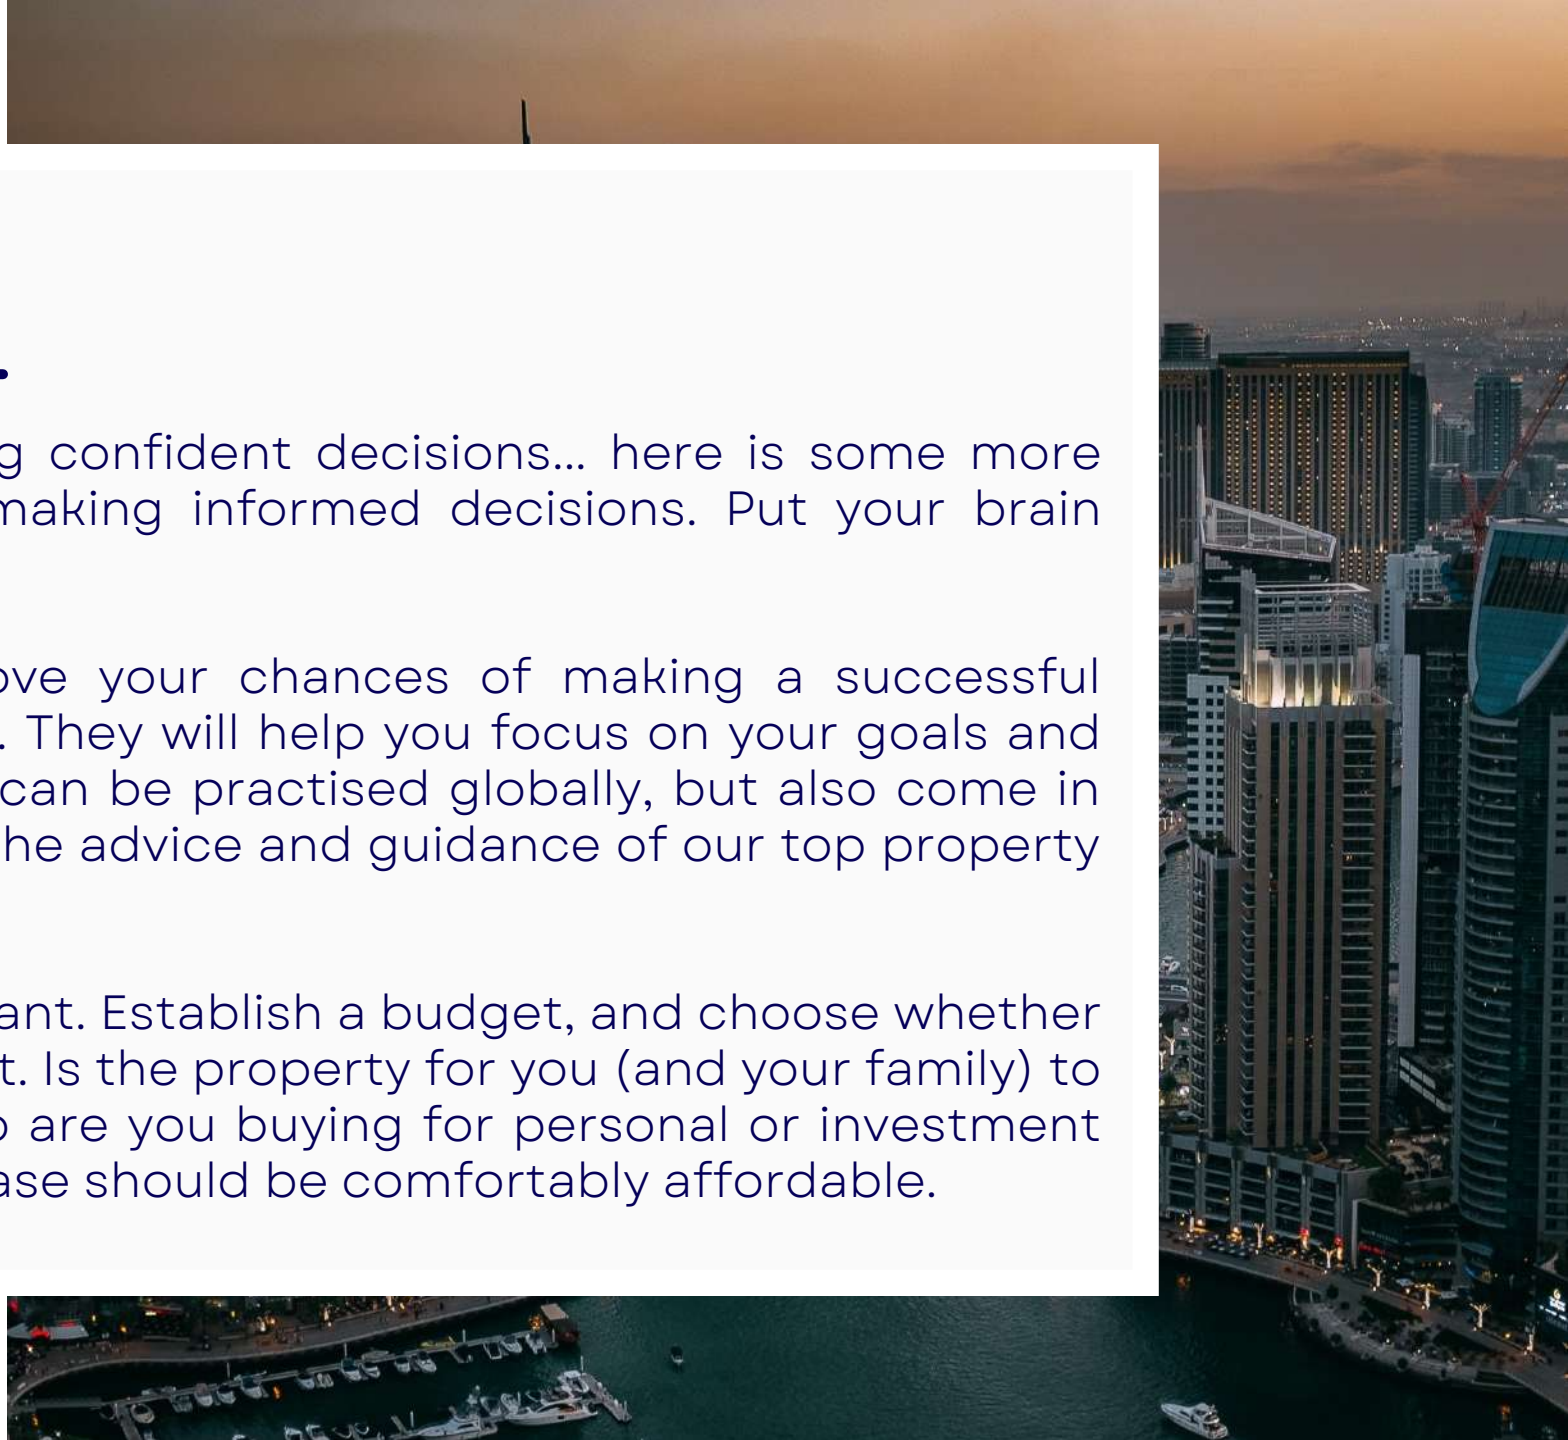 .
g confident decisions... here is some more
making informed decisions. Put your brain
ove your chances of making a successful
. They will help you focus on your goals and
can be practised globally, but also come in
he advice and guidance of our top property
ant. Establish a budget, and choose whether
t. Is the property for you (and your family) to
o are you buying for personal or investment
ase should be comfortably affordable.